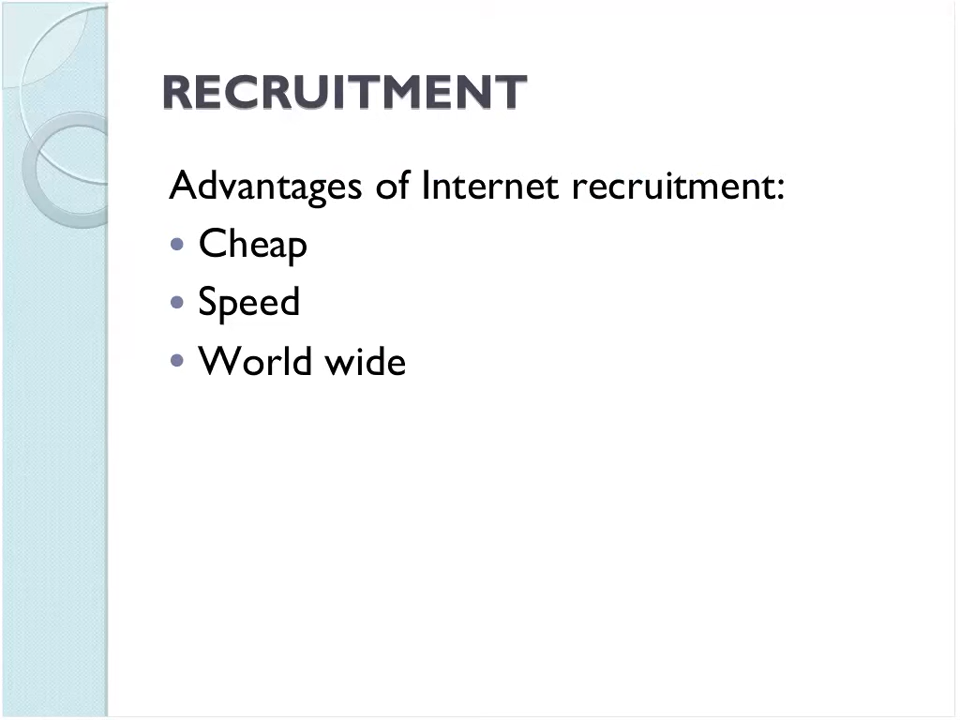 RECRUITMENT
Advantages of Internet recruitment:
• Cheap
• Speed
• World wide